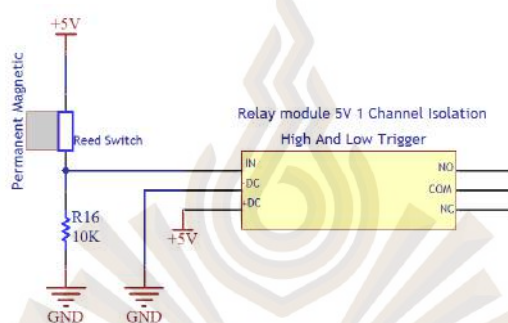 +5V
Permanent Magnetic
Reed Switch
Relay module 5V 1 Channel Isolation
High And Low Trigger
IN
-DC
+DC
NO
COM
NC
R16
10K
+5V
GND
GND